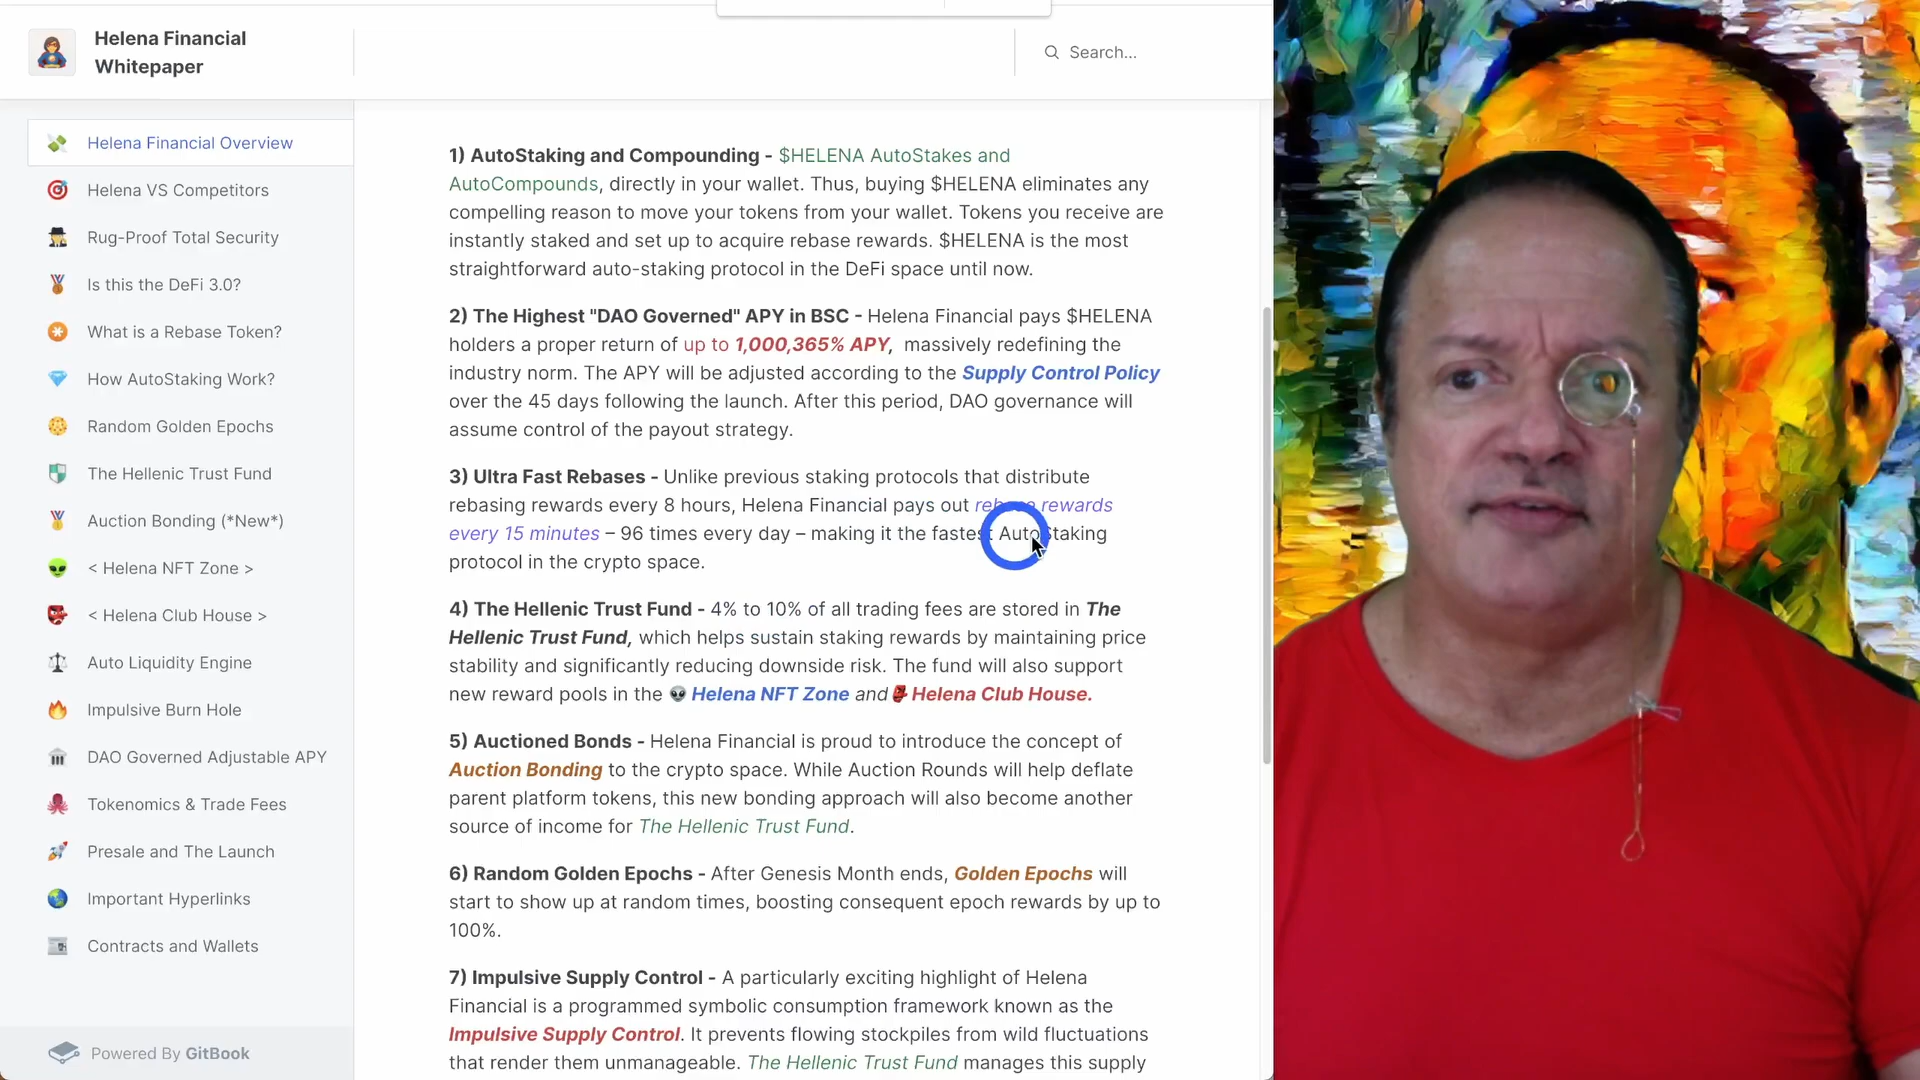 Helena Financial
Whitepaper
Search...
Helena Financial Overview
Helena VS Competitors
Rug-Proof Total Security
Is this the DeFi 3.0?
What is a Rebase Token?
How AutoStaking Work?
Random Golden Epochs
The Hellenic Trust Fund
Auction Bonding (*New*)
< Helena NFT Zone >
< Helena Club House >
Auto Liquidity Engine
Impulsive Burn Hole
DAO Governed Adjustable APY
Tokenomics & Trade Fees
Presale and The Launch
Important Hyperlinks
Contracts and Wallets
Powered By GitBook
1) AutoStaking and Compounding - $HELENA AutoStakes and
AutoCompounds, directly in your wallet. Thus, buying $HELENA eliminates any
compelling reason to move your tokens from your wallet. Tokens you receive are
instantly staked and set up to acquire rebase rewards. $HELENA is the most
straightforward auto-staking protocol in the DeFi space until now.
2) The Highest "DAO Governed" APY in BSC - Helena Financial pays $HELENA
holders a proper return of up to 1,000,365% APY, massively redefining the
industry norm. The APY will be adjusted according to the Supply Control Policy
over the 45 days following the launch. After this period, DAO governance will
assume control of the payout strategy.
3) Ultra Fast Rebases - Unlike previous staking protocols that distribute
rebasing rewards every 8 hours, Helena Financial pays out rebase rewards
every 15 minutes – 96 times every day – making it the fastest AutoStaking
protocol in the crypto space.
4) The Hellenic Trust Fund - 4% to 10% of all trading fees are stored in The
Hellenic Trust Fund, which helps sustain staking rewards by maintaining price
stability and significantly reducing downside risk. The fund will also support
new reward pools in the Helena NFT Zone and Helena Club House.
5) Auctioned Bonds - Helena Financial is proud to introduce the concept of
Auction Bonding to the crypto space. While Auction Rounds will help deflate
parent platform tokens, this new bonding approach will also become another
source of income for The Hellenic Trust Fund.
6) Random Golden Epochs - After Genesis Month ends, Golden Epochs will
start to show up at random times, boosting consequent epoch rewards by up to
100%.
7) Impulsive Supply Control - A particularly exciting highlight of Helena
Financial is a programmed symbolic consumption framework known as the
Impulsive Supply Control. It prevents flowing stockpiles from wild fluctuations
that render them unmanageable. The Hellenic Trust Fund manages this supply